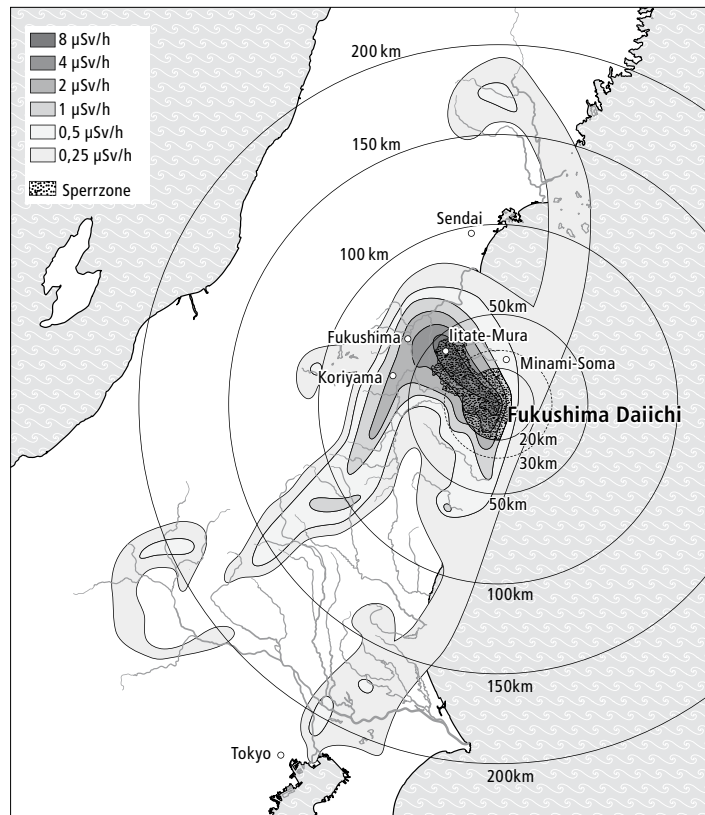 8 µSv/h
4 µSv/h
2 µSv/h
1 µSv/h
0,5 µSv/h
0,25 µSv/h
Sperrzone
200 km
150 km
Sendai
100 km
50km
Fukushima
Iitate-Mura
Minami-Soma
Koriyama
Fukushima Daiichi
20km
30km
50km
100km
150km
Tokyo
200km